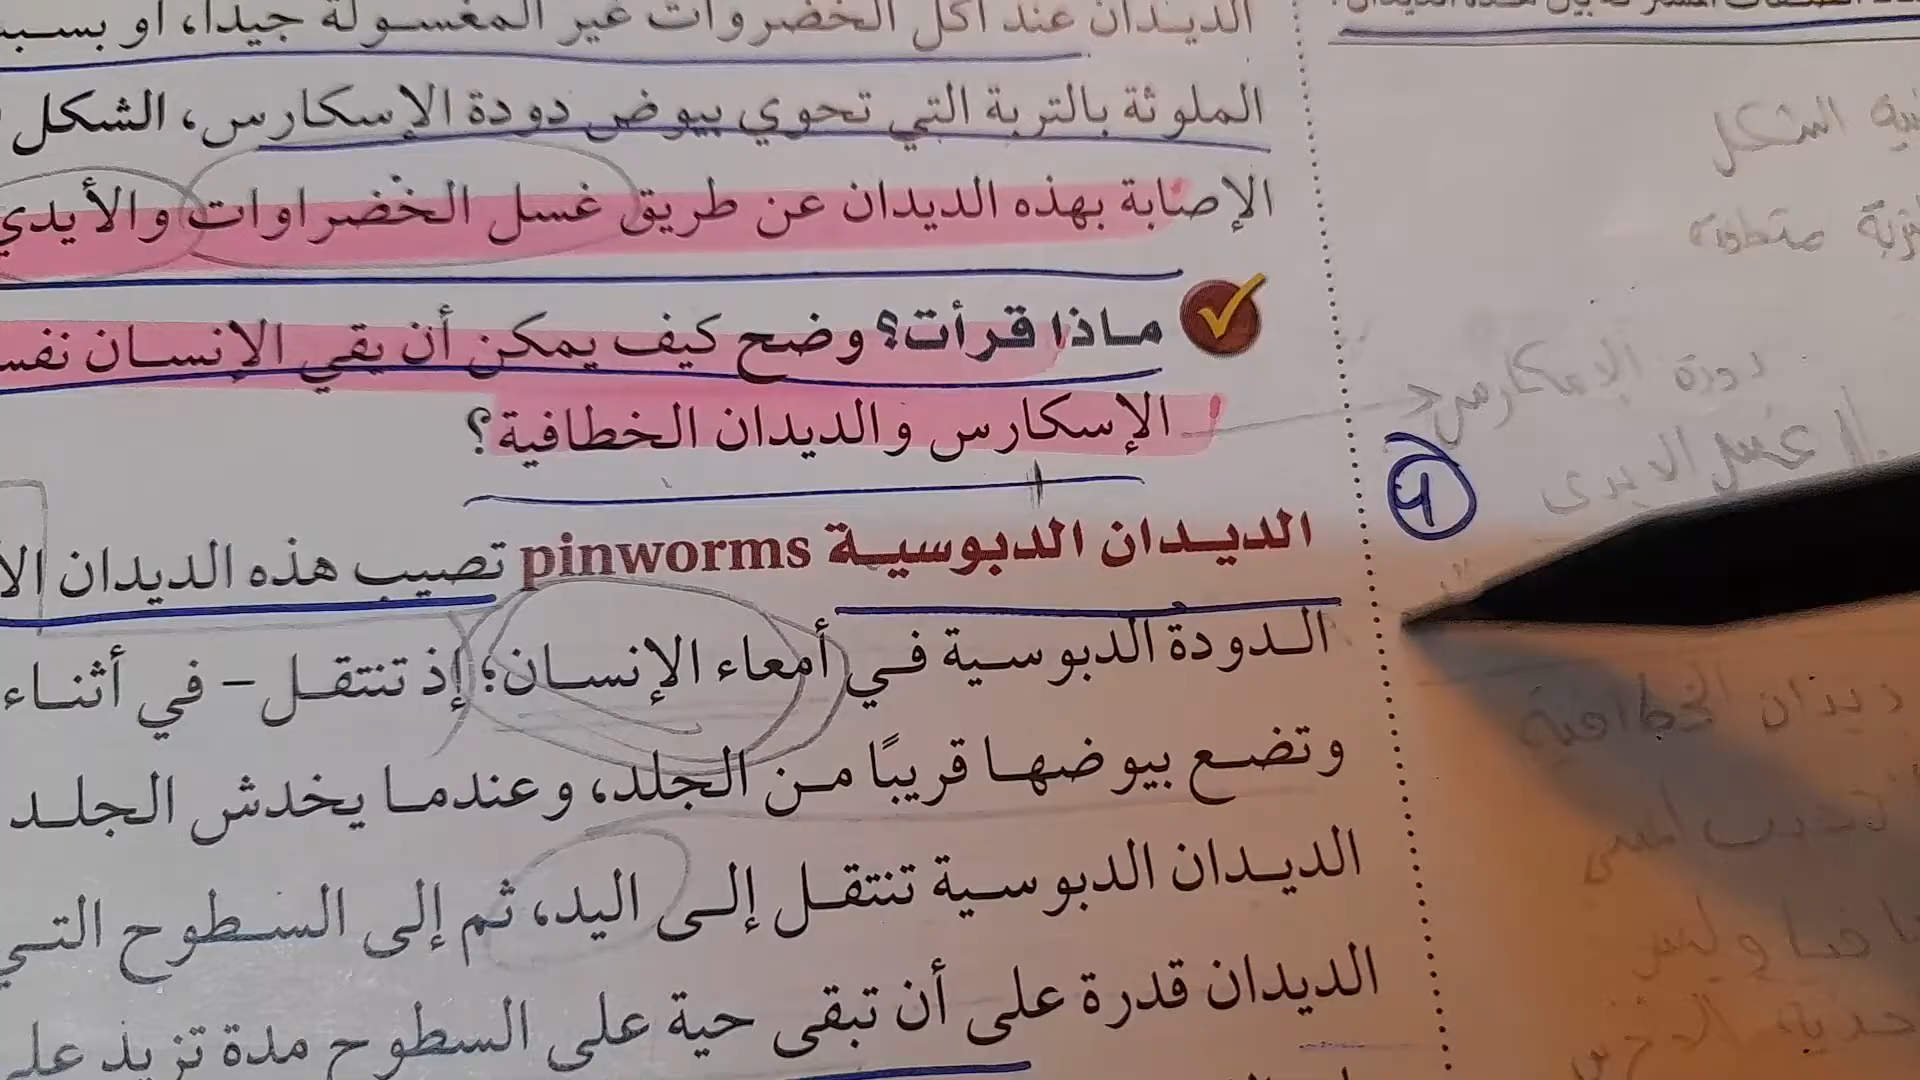 الديدان عند أكل الخضروات غير المغسولة جيدا، أو بسبب
الملوثة بالتربة التي تحوي بيوض دودة الإسكارس، الشكل
الإصابة بهذه الديدان عن طريق غسل الخضراوات والأيدي
ماذا قرأت؟ وضح كيف يمكن أن يقي الإنسان
الإسكارس والديدان الخطافية؟
الديدان الدبوسية pinworms تصيب هذه الديدان
الدودة الدبوسية في أمعاء الإنسان؛ إذ تنتقل - في أثناء
وتضع بيوضها قريبًا من الجلد، وعندما يخدش الجلد
الديدان الدبوسية تنتقل إلى اليد، ثم إلى السطوح التي
الديدان قدرة على أن تبقى حية على السطوح مدة تزيد
الشكل
دودة الإسكارس
غسل الايدي
ديدان الخطافية